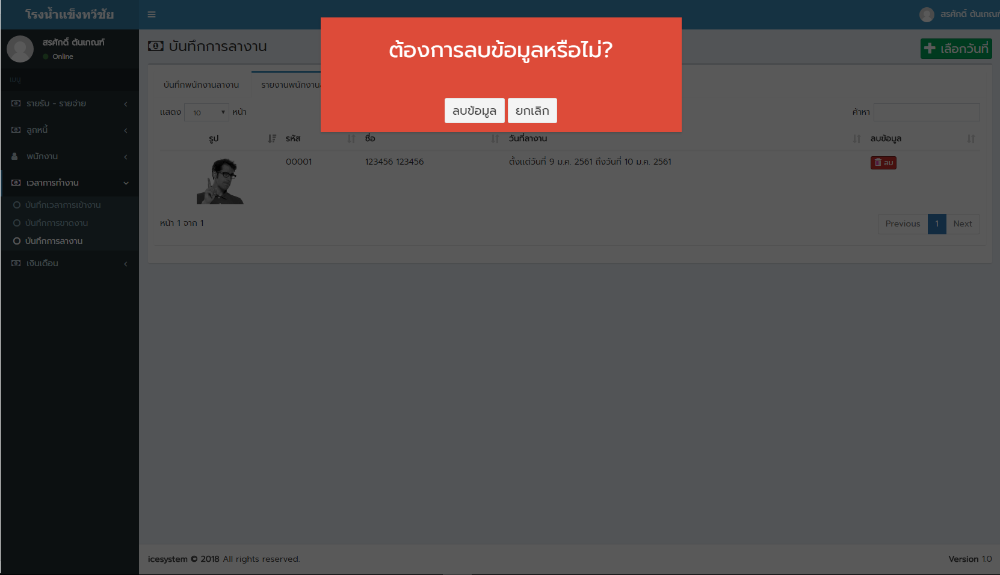 โรงน้ำแข็งทวีชัย
สรศักดิ์ ตันเกณฑ์
สรศักดิ์ ตันเกณฑ์
Online
เมนู
รายรับ - รายจ่าย
ลูกหนี้
พนักงาน
เวลาการทำงาน
บันทึกเวลาการเข้างาน
บันทึกการขาดงาน
บันทึกการลางาน
เงินเดือน
บันทึกการลางาน
เลือกวันที่
ต้องการลบข้อมูลหรือไม่?
ลบข้อมูล ยกเลิก
บันทึกพนักงานลางาน รายงานพนักงาน
แสดง 10 หน้า
ค้าหา
รูป รหัส ชื่อ วันที่ลางาน ลบข้อมูล
00001 123456 123456 ตั้งแต่วันที่ 9 ม.ค. 2561 ถึงวันที่ 10 ม.ค. 2561 ลบ
หน้า 1 จาก 1
Previous 1 Next
icesystem © 2018 All rights reserved.
Version 1.0